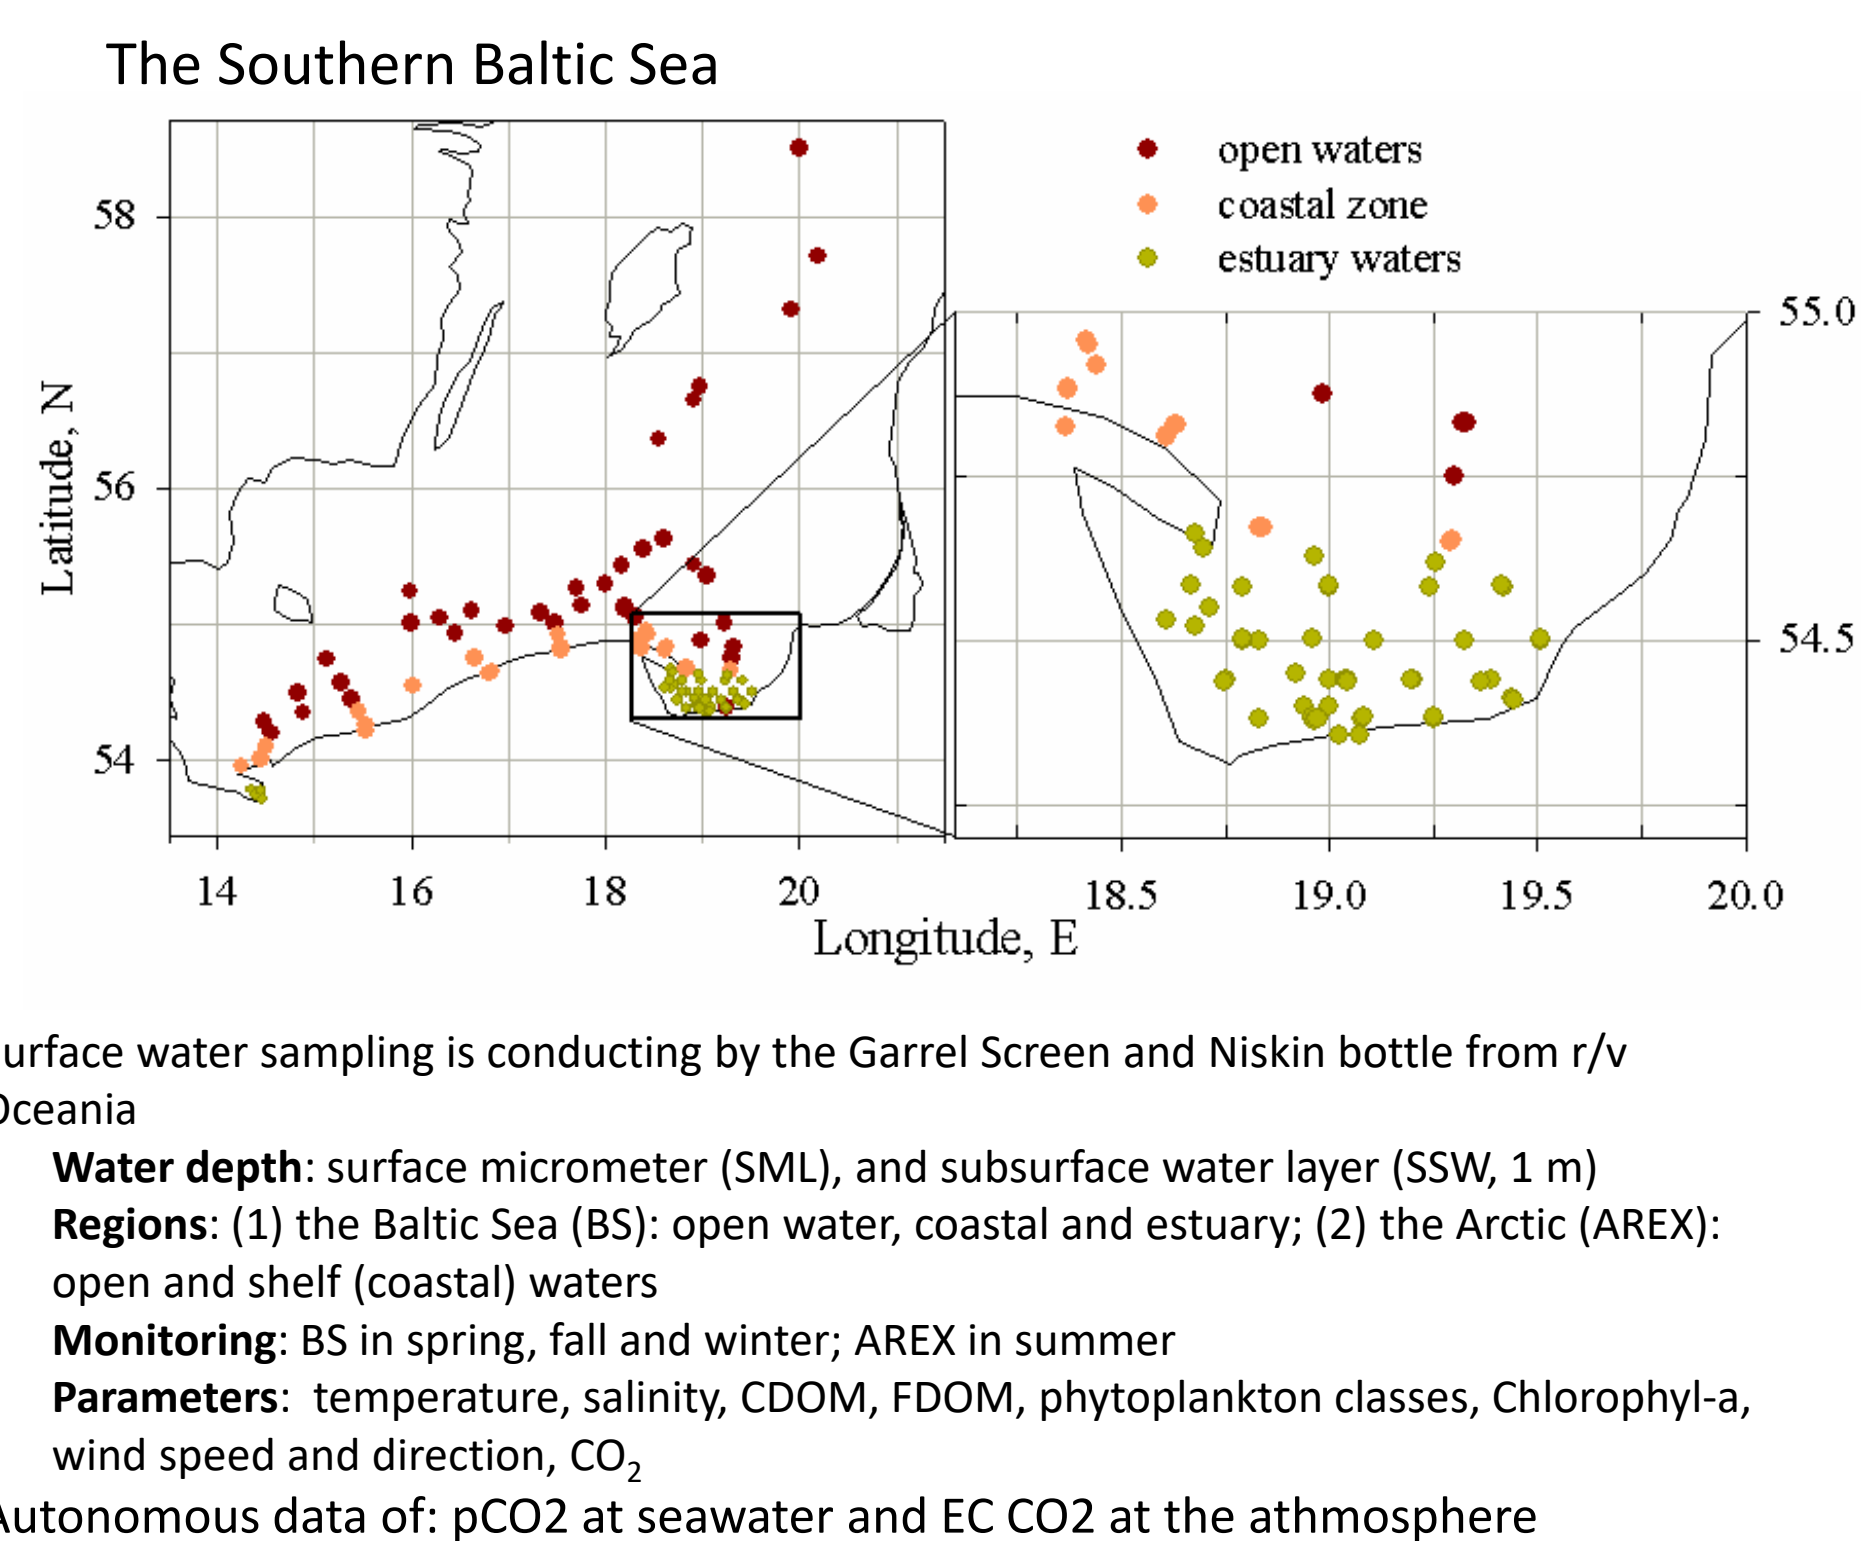 The Southern Baltic Sea
open waters
coastal zone
estuary waters
58
56
54
Latitude, N
55.0
54.5
14
16
18
20
18.5
19.0
19.5
20.0
Longitude, E
urface water sampling is conducting by the Garrel Screen and Niskin bottle from r/v
Oceania
Water depth: surface micrometer (SML), and subsurface water layer (SSW, 1 m)
Regions: (1) the Baltic Sea (BS): open water, coastal and estuary; (2) the Arctic (AREX):
open and shelf (coastal) waters
Monitoring: BS in spring, fall and winter; AREX in summer
Parameters: temperature, salinity, CDOM, FDOM, phytoplankton classes, Chlorophyl-a,
wind speed and direction, CO₂
Autonomous data of: pCO2 at seawater and EC CO2 at the athmosphere